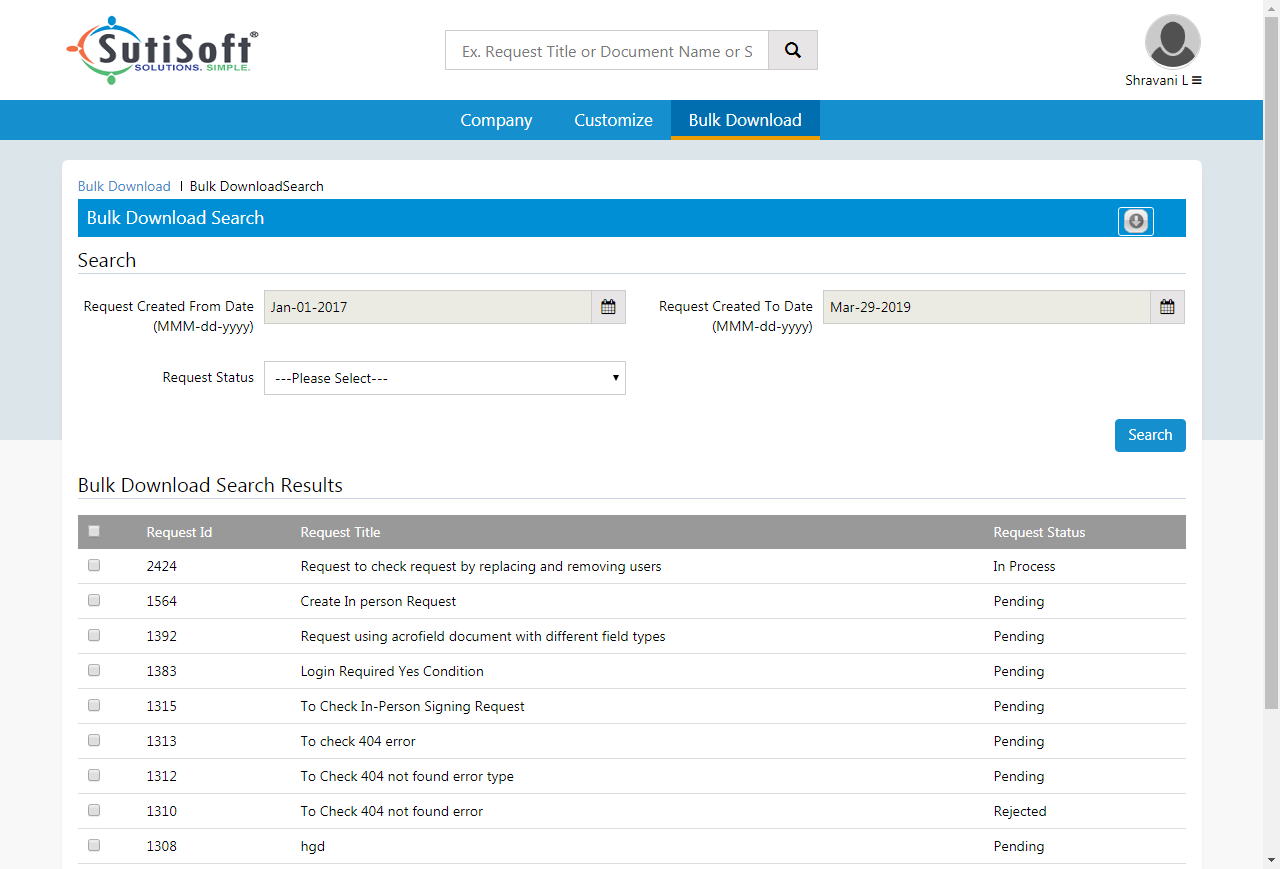 SutiSoft®
SOLUTIONS. SIMPLE.
Ex. Request Title or Document Name or S
Shravani L
Company Customize Bulk Download
Bulk Download | Bulk DownloadSearch
Bulk Download Search
Search
Request Created From Date (MMM-dd-yyyy) Jan-01-2017
Request Created To Date (MMM-dd-yyyy) Mar-29-2019
Request Status ---Please Select---
Search
Bulk Download Search Results
Request Id Request Title Request Status
2424 Request to check request by replacing and removing users In Process
1564 Create In person Request Pending
1392 Request using acrofield document with different field types Pending
1383 Login Required Yes Condition Pending
1315 To Check In-Person Signing Request Pending
1313 To check 404 error Pending
1312 To Check 404 not found error type Pending
1310 To Check 404 not found error Rejected
1308 hgd Pending